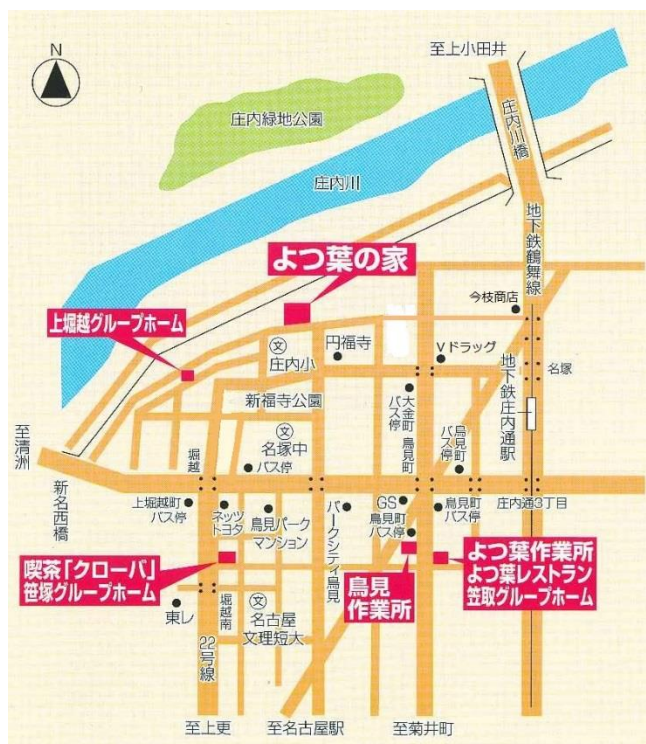 N
至上小田井
庄内緑地公園
庄内川橋
庄内川
地下鉄鶴舞線
よつ葉の家
今枝商店
上堀越グループホーム
文
庄内小
円福寺
Vドラッグ
名塚
地下鉄庄内通駅
新福寺公園
大金町
バス停
鳥見町
鳥見町
バス停
至清洲
文
名塚中
堀越
バス停
新名西橋
上堀越町
バス停
ネッツ
トヨタ
鳥見パーク
マンション
パークシティ鳥見
GS
鳥見町
バス停
鳥見町
バス停
庄内通3丁目
喫茶「クローバ」
笹塚グループホーム
鳥見
作業所
よつ葉作業所
よつ葉レストラン
笠取グループホーム
東レ
堀越南
文
名古屋
文理短大
22号線
至上更
至名古屋駅
至菊井町